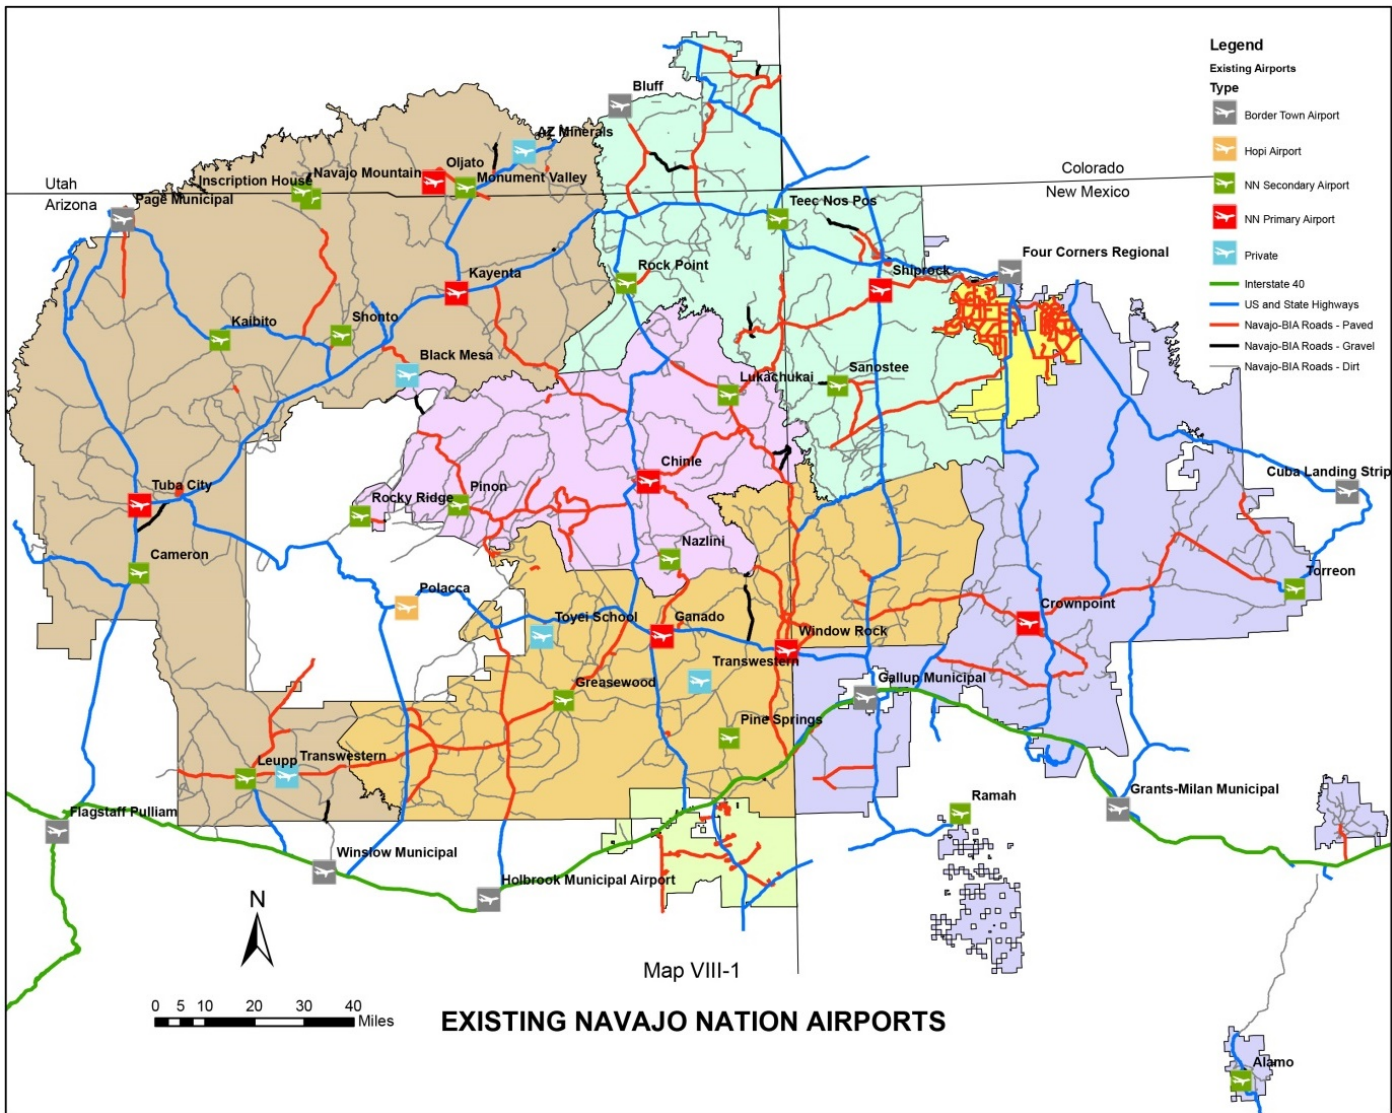 Legend
Existing Airports
Type
Border Town Airport
Hopi Airport
NN Secondary Airport
NN Primary Airport
Private
Interstate 40
US and State Highways
Navajo-BIA Roads - Paved
Navajo-BIA Roads - Gravel
Navajo-BIA Roads - Dirt
Bluff
AZ Minerals
Oljato
Navajo Mountain
Monument Valley
Inscription House
Utah
Arizona
Page Municipal
Colorado
New Mexico
Teec Nos Pos
Four Corners Regional
Shiprock
Rock Point
Kayenta
Kaibito
Shonto
Black Mesa
Lukachukai
Sanostee
Chinle
Cuba Landing Strip
Tuba City
Rocky Ridge
Pinon
Cameron
Nazlini
Torreon
Polacca
Toyei School
Ganado
Crownpoint
Window Rock
Transwestern
Greasewood
Gallup Municipal
Pine Springs
Leupp
Transwestern
Grants-Milan Municipal
Ramah
Flagstaff Pulliam
Winslow Municipal
Holbrook Municipal Airport
N
Map VIII-1
0 5 10 20 30 40
Miles
EXISTING NAVAJO NATION AIRPORTS
Alamo